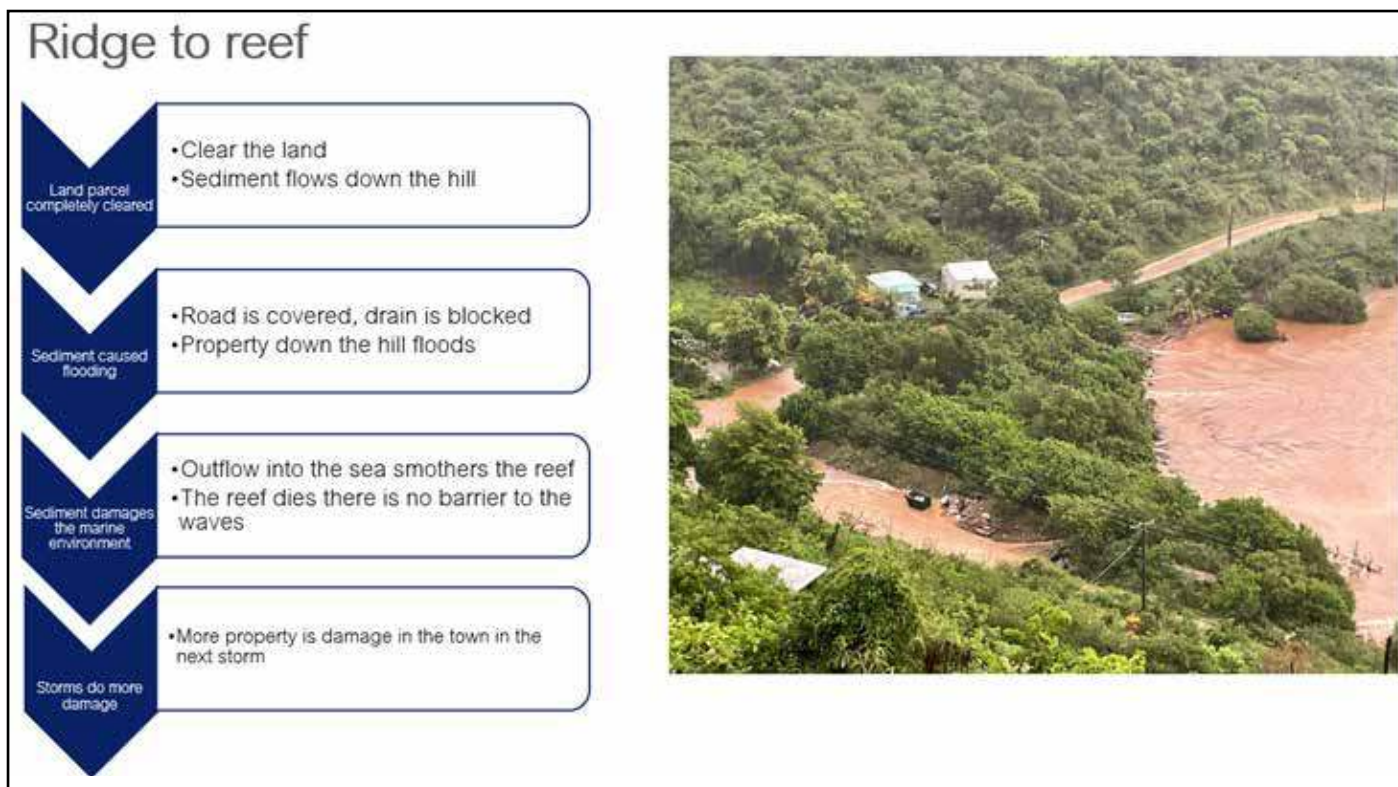 Ridge to reef
Land parcel
completely cleared
•Clear the land
•Sediment flows down the hill
Sediment caused
flooding
•Road is covered, drain is blocked
•Property down the hill floods
Sediment damages
the marine
environment
•Outflow into the sea smothers the reef
•The reef dies there is no barrier to the
waves
Storms do more
damage
•More property is damage in the town in the
next storm